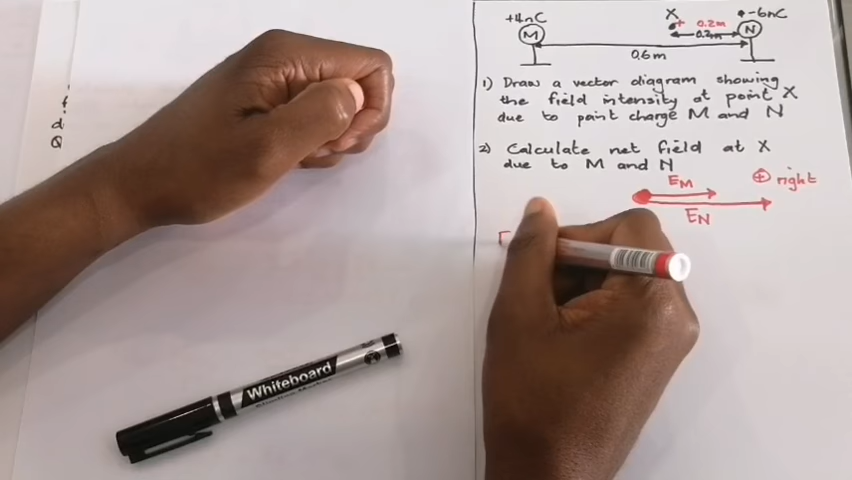 +4nC
M
X
+ 0.2m
0.2m
-6nC
N
0.6m
1) Draw a vector diagram showing
the field intensity at point X
due to point charge M and N
2) Calculate net field at X
due to M and N
EM
EN
+ right
d
Q
Whiteboard